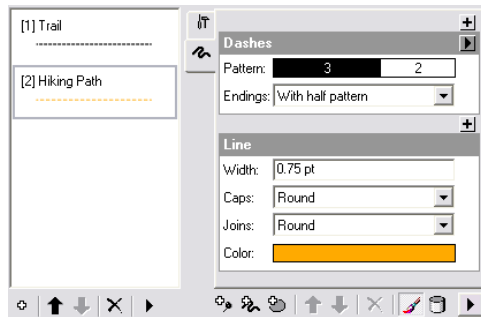 [1] Trail
[2] Hiking Path
Dashes
Pattern: 3 2
Endings: With half pattern
Line
Width: 0.75 pt
Caps: Round
Joins: Round
Color: